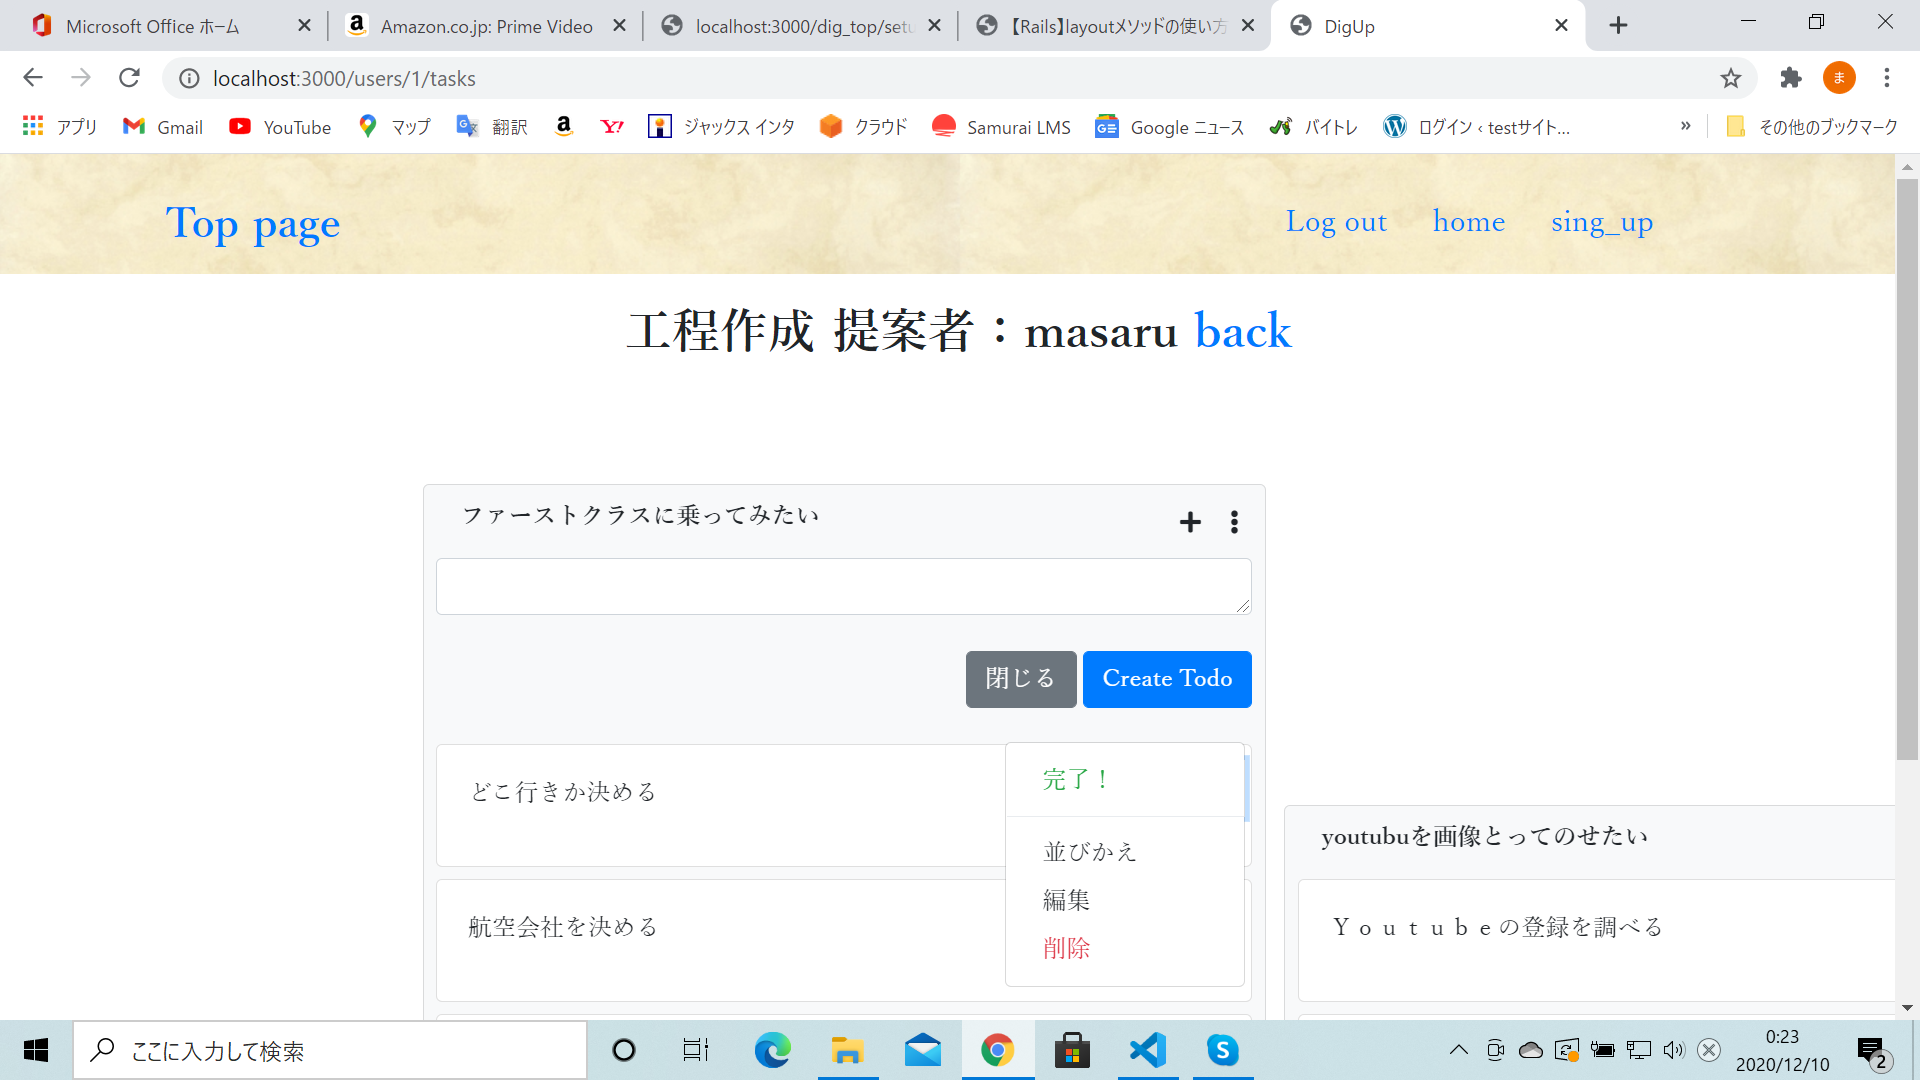 Microsoft Office ホーム
Amazon.co.jp: Prime Video
localhost:3000/dig_top/setu
【Rails】layoutメソッドの使い方
DigUp
localhost:3000/users/1/tasks
ま
アプリ
Gmail
YouTube
マップ
翻訳
ジャックス インタ
クラウド
Samurai LMS
Google ニュース
バイトレ
ログイン ‹ testサイト...
»
その他のブックマーク
Top page
Log out
home
sing_up
工程作成 提案者：masaru back
ファーストクラスに乗ってみたい
閉じる
Create Todo
どこ行きか決める
完了！
並びかえ
編集
削除
航空会社を決める
youtubuを画像とってのせたい
Ｙｏｕｔｕｂｅの登録を調べる
ここに入力して検索
0:23
2020/12/10
2